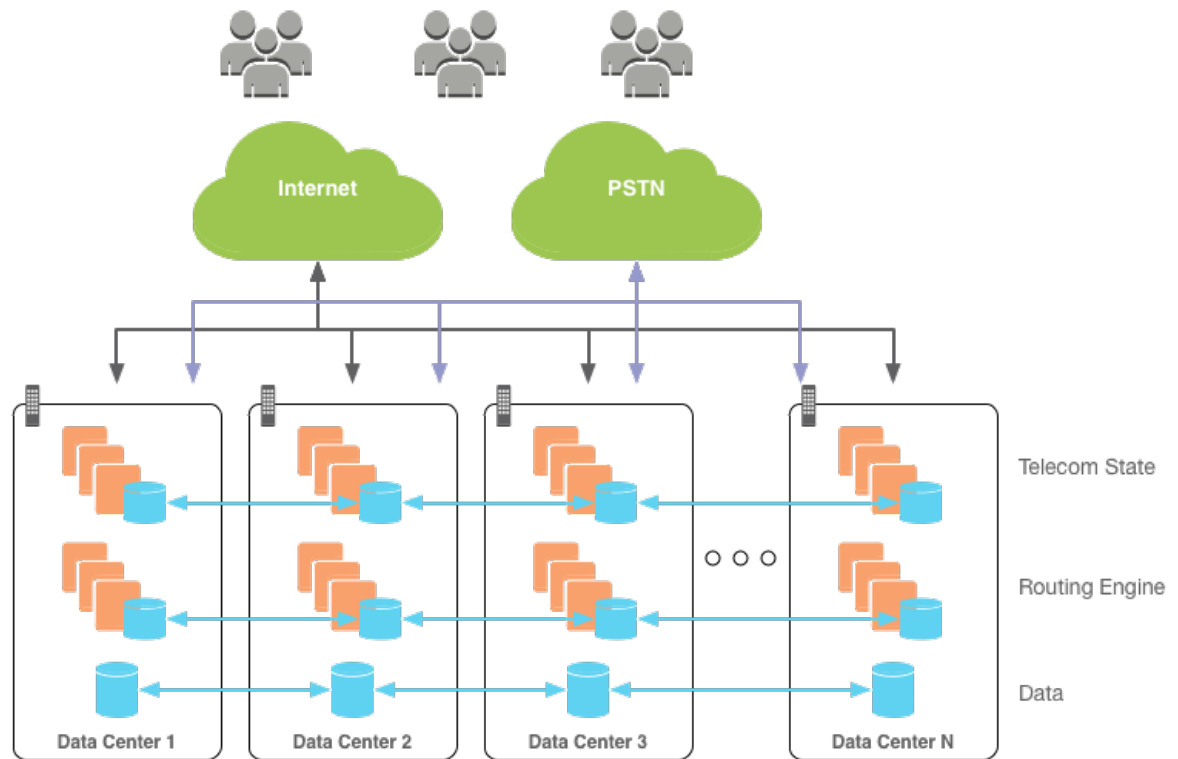 Internet
PSTN
Telecom State
Routing Engine
Data
Data Center 1
Data Center 2
Data Center 3
Data Center N